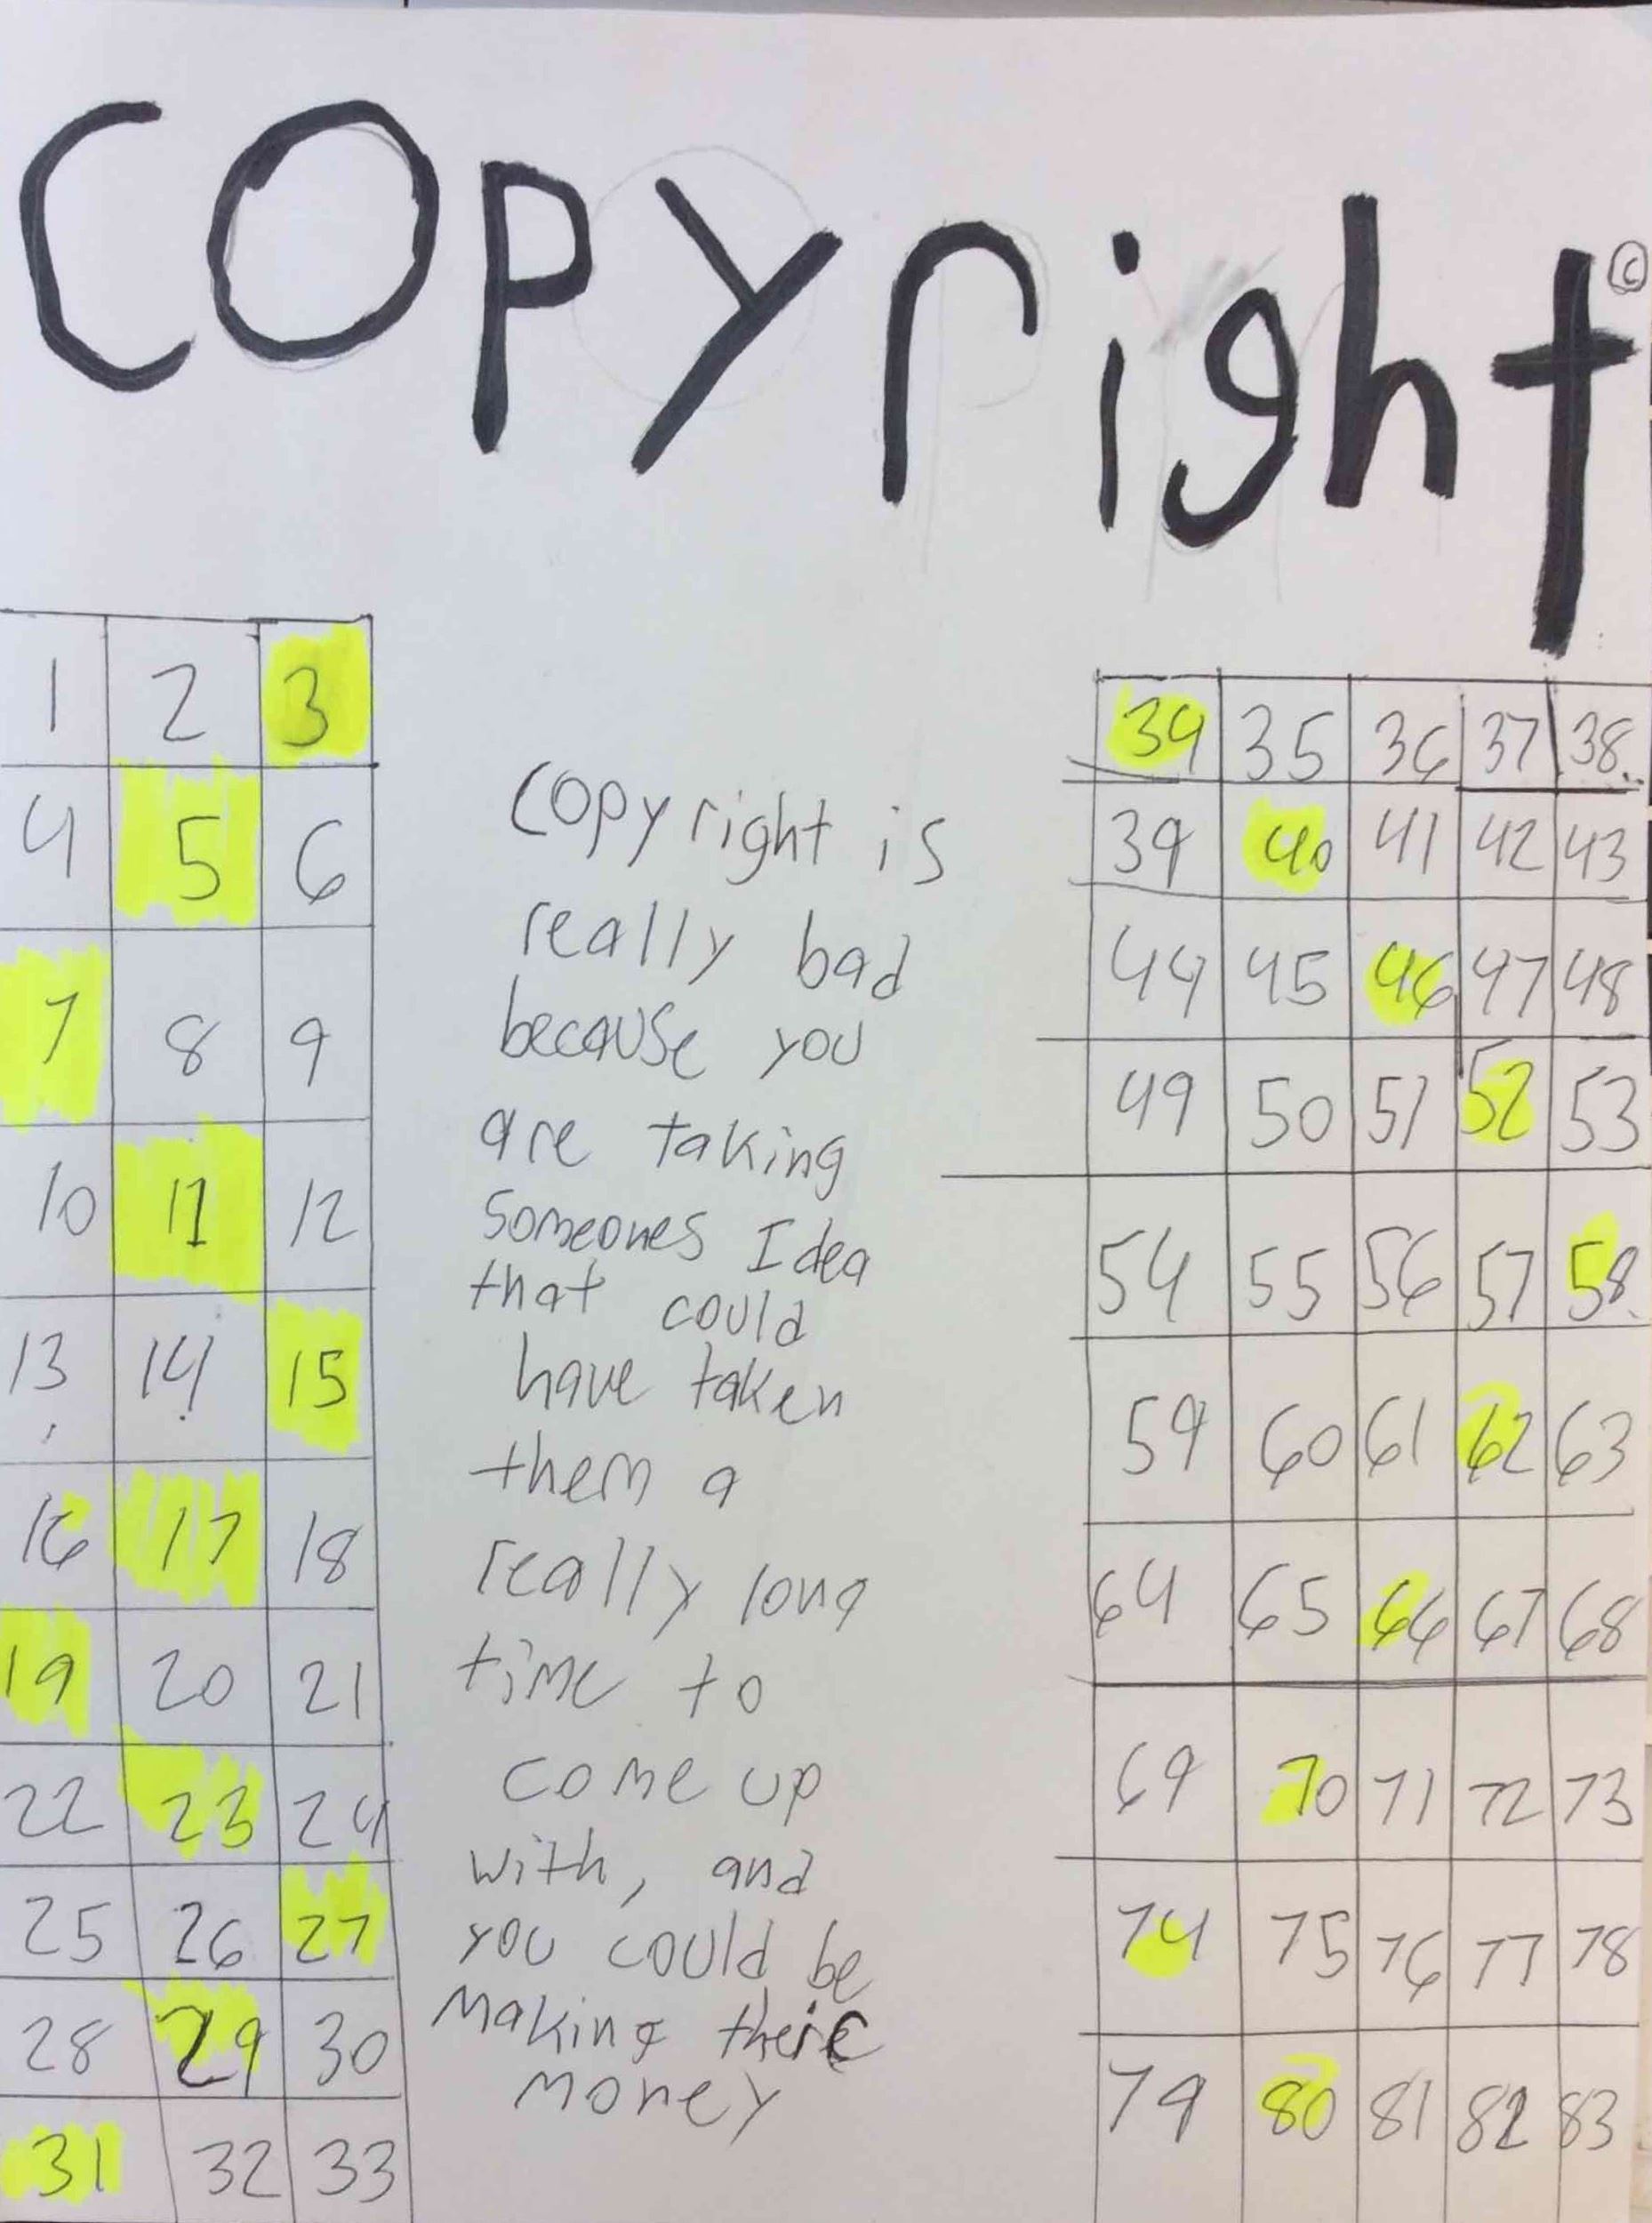 copyright ©
1 2 3
4 5 6
7 8 9
10 11 12
13 14 15
16 17 18
19 20 21
22 23 24
25 26 27
28 29 30
31 32 33
copyright is
really bad
because you
are taking
someones Idea
that could
have taken
them a
really long
time to
come up
with, and
you could be
making their
money
39 35 36 37 38
39 40 41 42 43
44 45 46 47 48
49 50 51 52 53
54 55 56 57 58
59 60 61 62 63
64 65 66 67 68
69 70 71 72 73
74 75 76 77 78
79 80 81 82 83